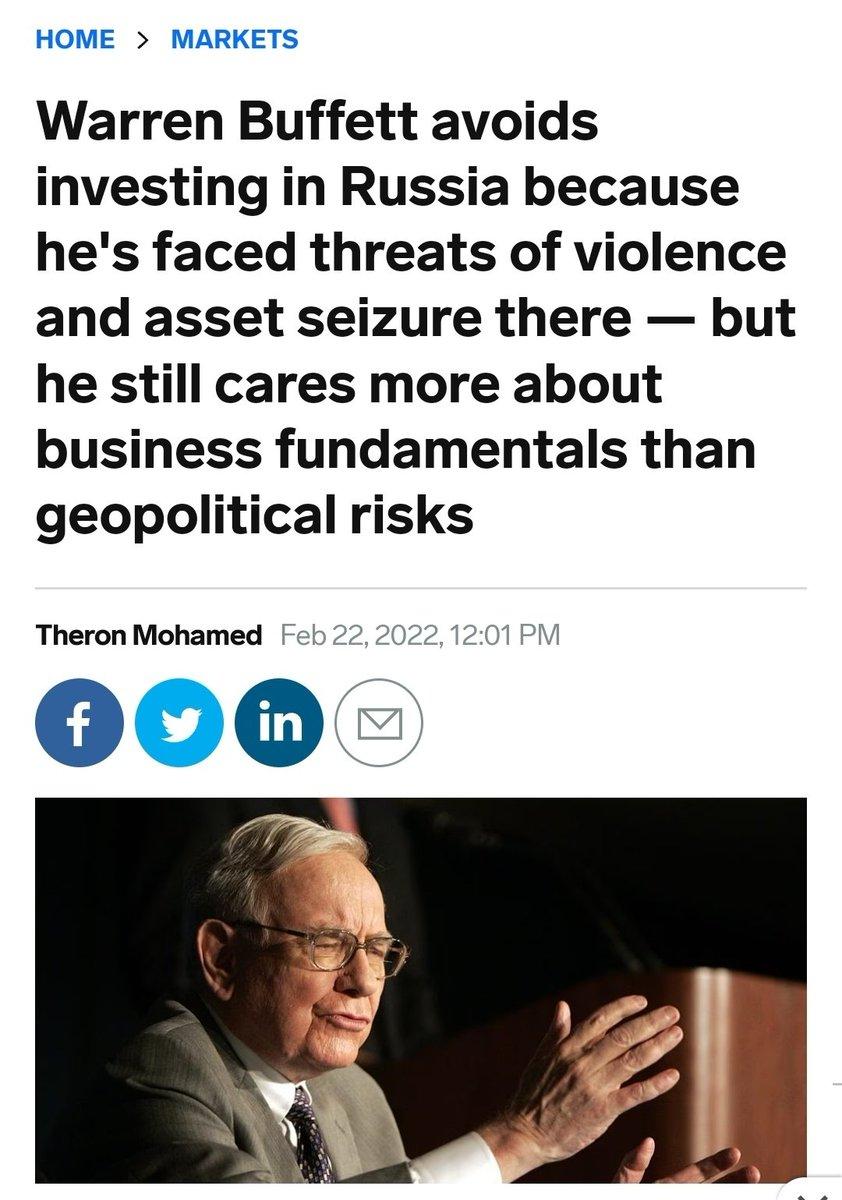 HOME > MARKETS
Warren Buffett avoids
investing in Russia because
he's faced threats of violence
and asset seizure there — but
he still cares more about
business fundamentals than
geopolitical risks
Theron Mohamed Feb 22, 2022, 12:01 PM
f in